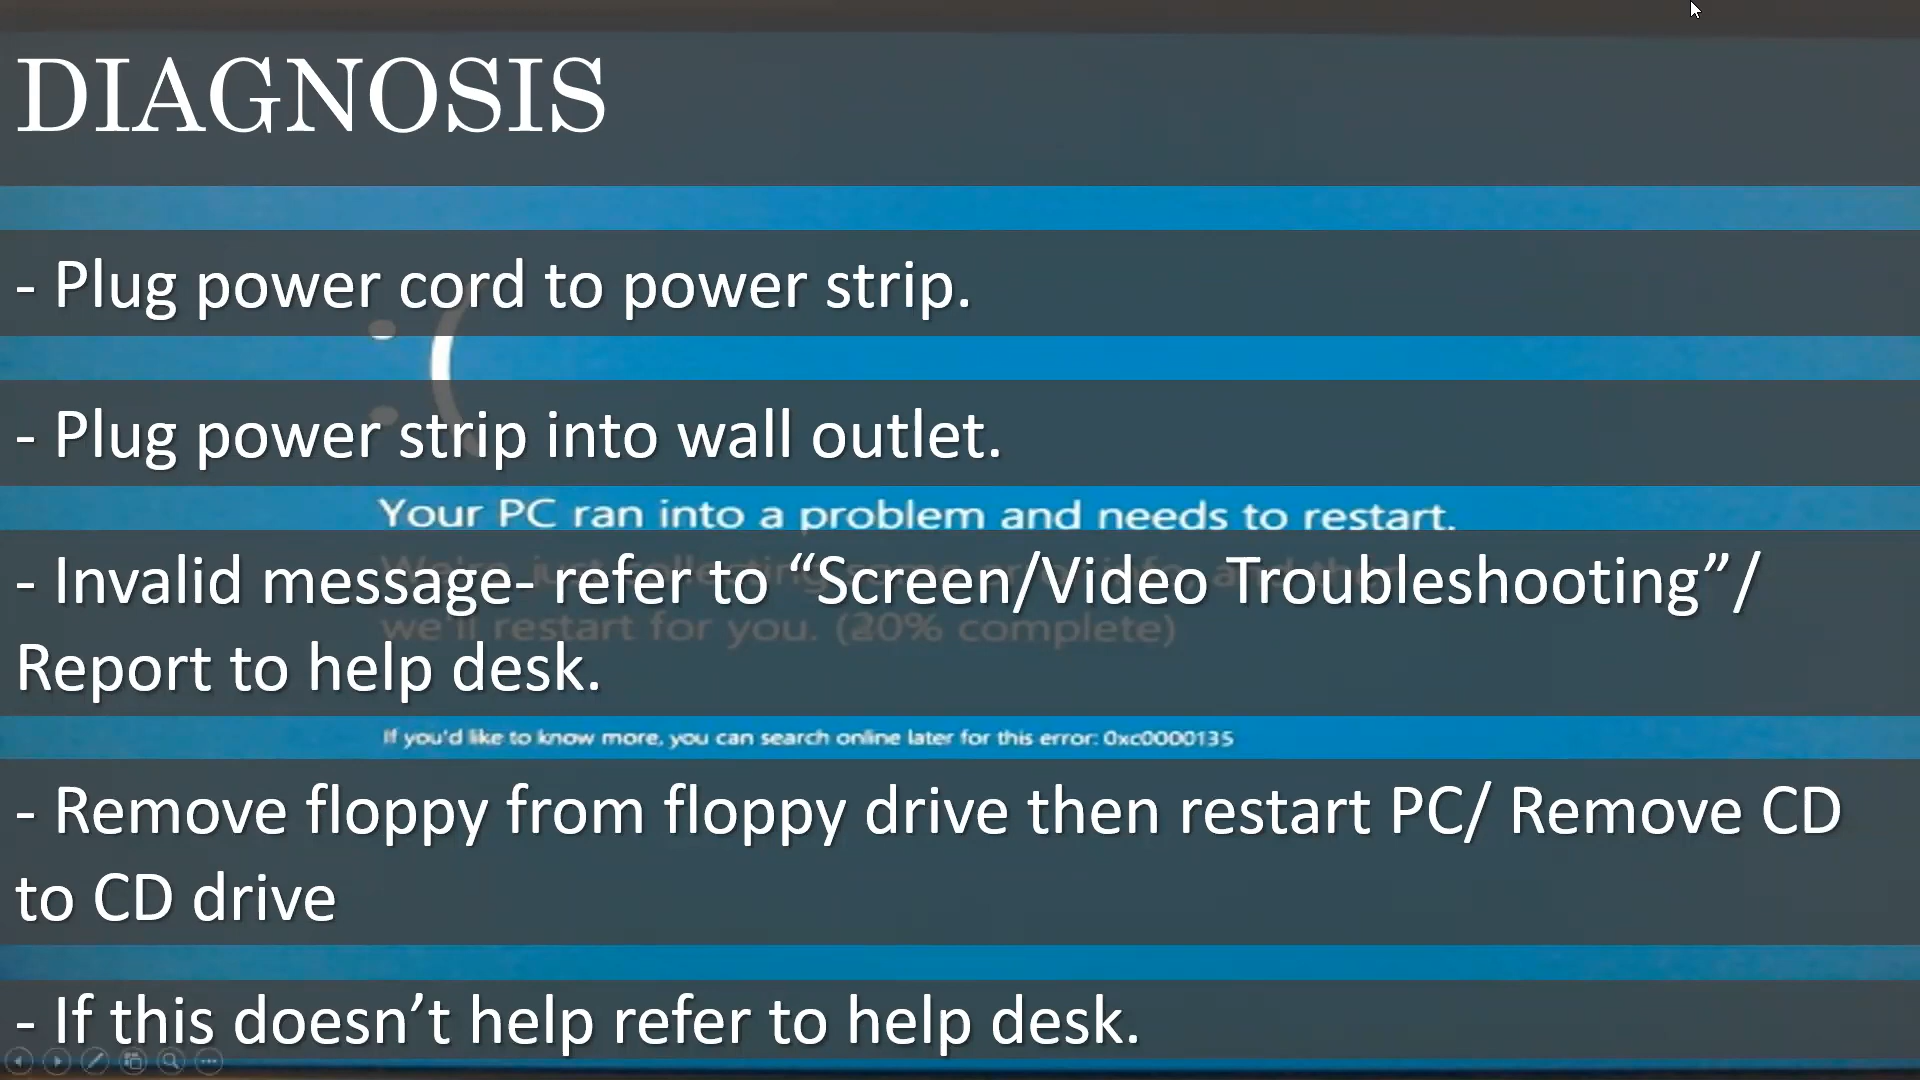 DIAGNOSIS
- Plug power cord to power strip.
:(
- Plug power strip into wall outlet.
Your PC ran into a problem and needs to restart.
- Invalid message- refer to “Screen/Video Troubleshooting”/
we'll restart for you. (20% complete)
Report to help desk.
If you'd like to know more, you can search online later for this error: 0xc0000135
- Remove floppy from floppy drive then restart PC/ Remove CD
to CD drive
- If this doesn’t help refer to help desk.